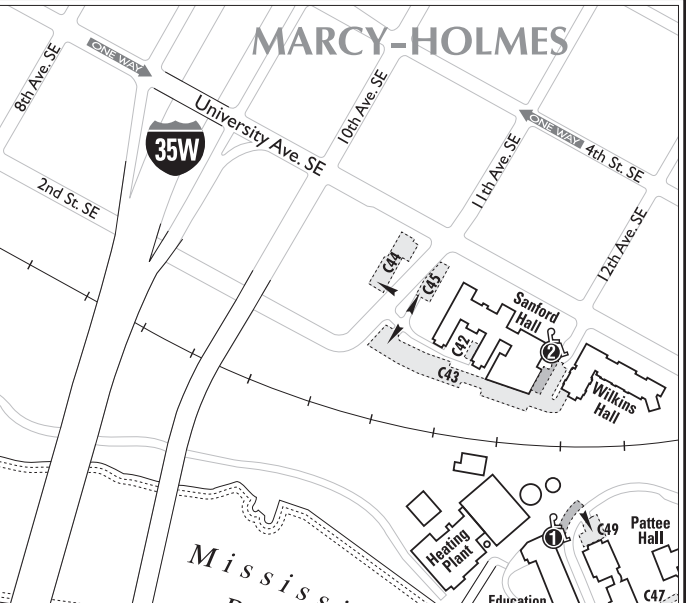 MARCY-HOLMES
ONE WAY
8th Ave. SE
University Ave. SE
10th Ave. SE
ONE WAY
4th St. SE
35W
11th Ave. SE
2nd St. SE
12th Ave. SE
C44
C45
Sanford
Hall
C42
2
C43
Wilkins
Hall
Heating
Plant
1
C49
Pattee
Hall
Mississi
Education
C47